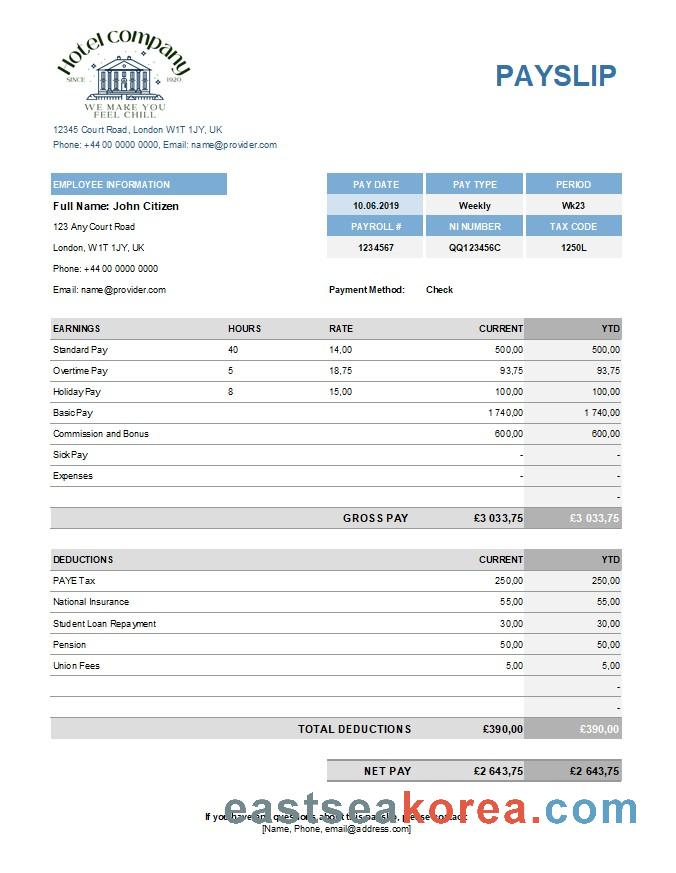 Hotel Company
SINCE 1920
WE MAKE YOU
FEEL CHILL
PAYSLIP
12345 Court Road, London W1T 1JY, UK
Phone: +44 00 0000 0000, Email: name@provider.com
EMPLOYEE INFORMATION PAY DATE PAY TYPE PERIOD
Full Name: John Citizen 10.06.2019 Weekly Wk23
123 Any Court Road PAYROLL # NI NUMBER TAX CODE
London, W1T 1JY, UK 1234567 QQ123456C 1250L
Phone: +44 00 0000 0000
Email: name@provider.com Payment Method: Check
EARNINGS HOURS RATE CURRENT YTD
Standard Pay 40 14,00 500,00 500,00
Overtime Pay 5 18,75 93,75 93,75
Holiday Pay 8 15,00 100,00 100,00
Basic Pay 1 740,00 1 740,00
Commission and Bonus 600,00 600,00
Sick Pay - -
Expenses - -
-
GROSS PAY £3 033,75 £3 033,75
DEDUCTIONS CURRENT YTD
PAYE Tax 250,00 250,00
National Insurance 55,00 55,00
Student Loan Repayment 30,00 30,00
Pension 50,00 50,00
Union Fees 5,00 5,00
-
-
TOTAL DEDUCTIONS £390,00 £390,00
NET PAY £2 643,75 £2 643,75
If you have any questions about this payslip, please contact:
eastseakorea.com
[Name, Phone, email@address.com]